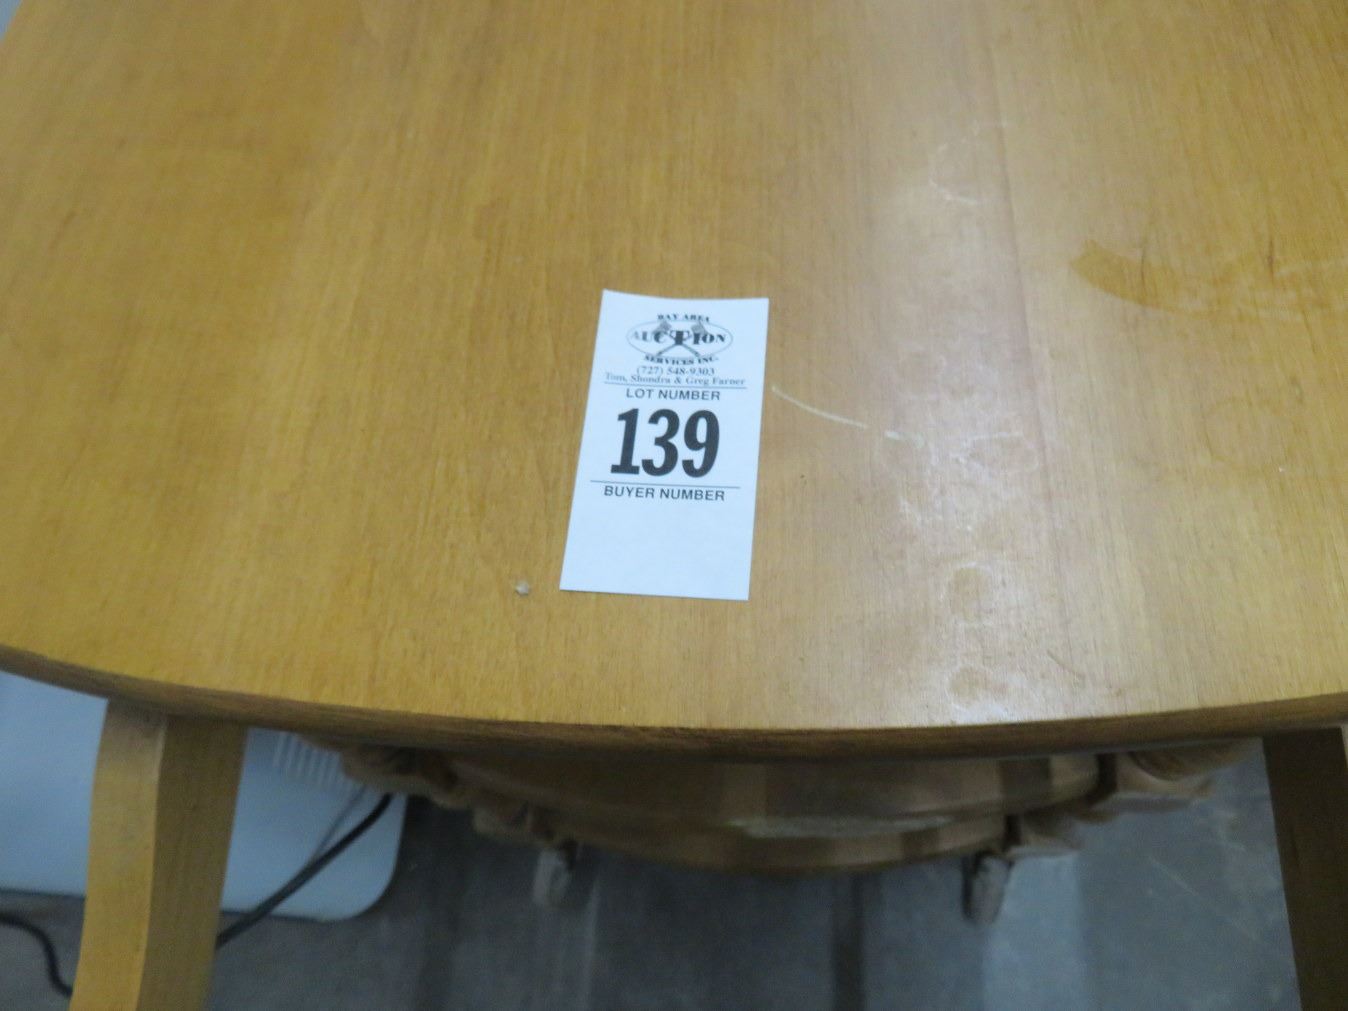 BAY AREA
AUCTION
SERVICES INC.
(727) 548-9303
Tom, Shondra & Greg Farner
LOT NUMBER
139
BUYER NUMBER